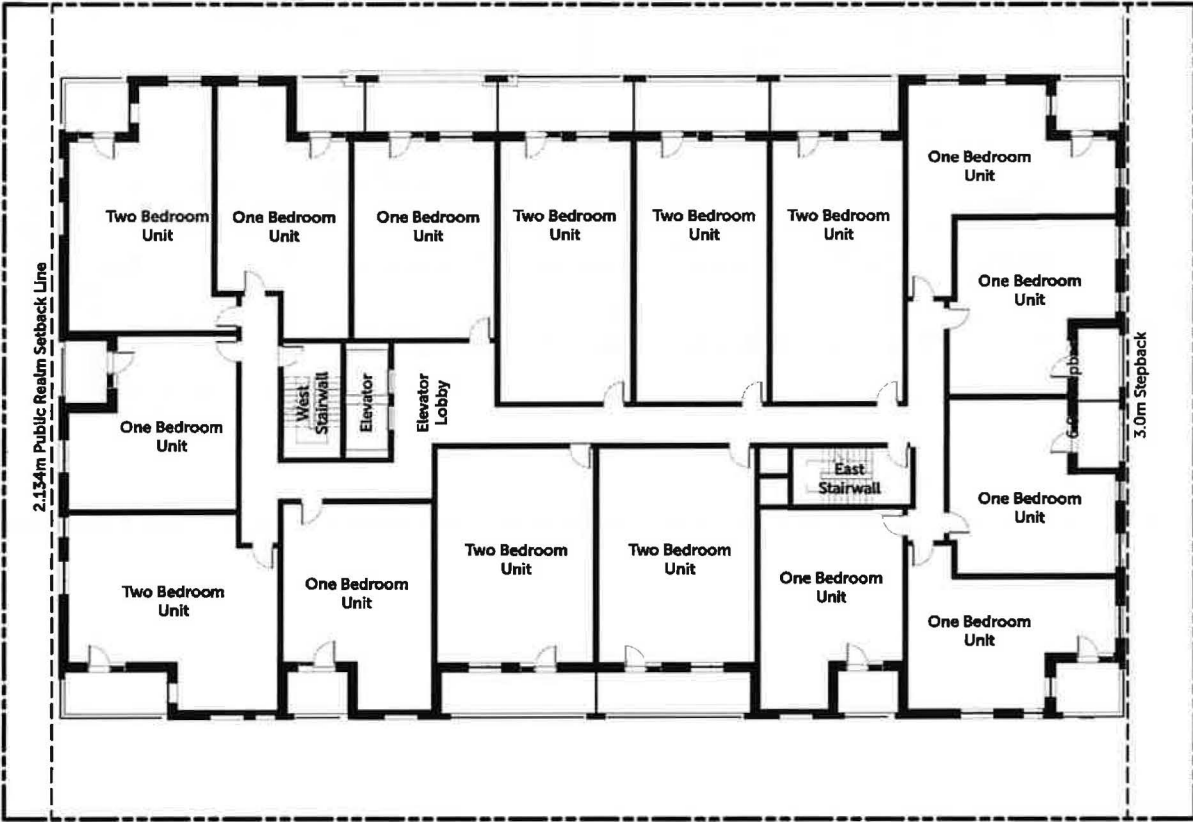 One Bedroom
Unit
Two Bedroom
Unit
One Bedroom
Unit
One Bedroom
Unit
Two Bedroom
Unit
Two Bedroom
Unit
Two Bedroom
Unit
One Bedroom
Unit
2.134m Public Realm Setback Line
3.0m Stepback
West
Stairwall
Elevator
Elevator
Lobby
One Bedroom
Unit
East
Stairwall
One Bedroom
Unit
Two Bedroom
Unit
Two Bedroom
Unit
One Bedroom
Unit
Two Bedroom
Unit
One Bedroom
Unit
One Bedroom
Unit